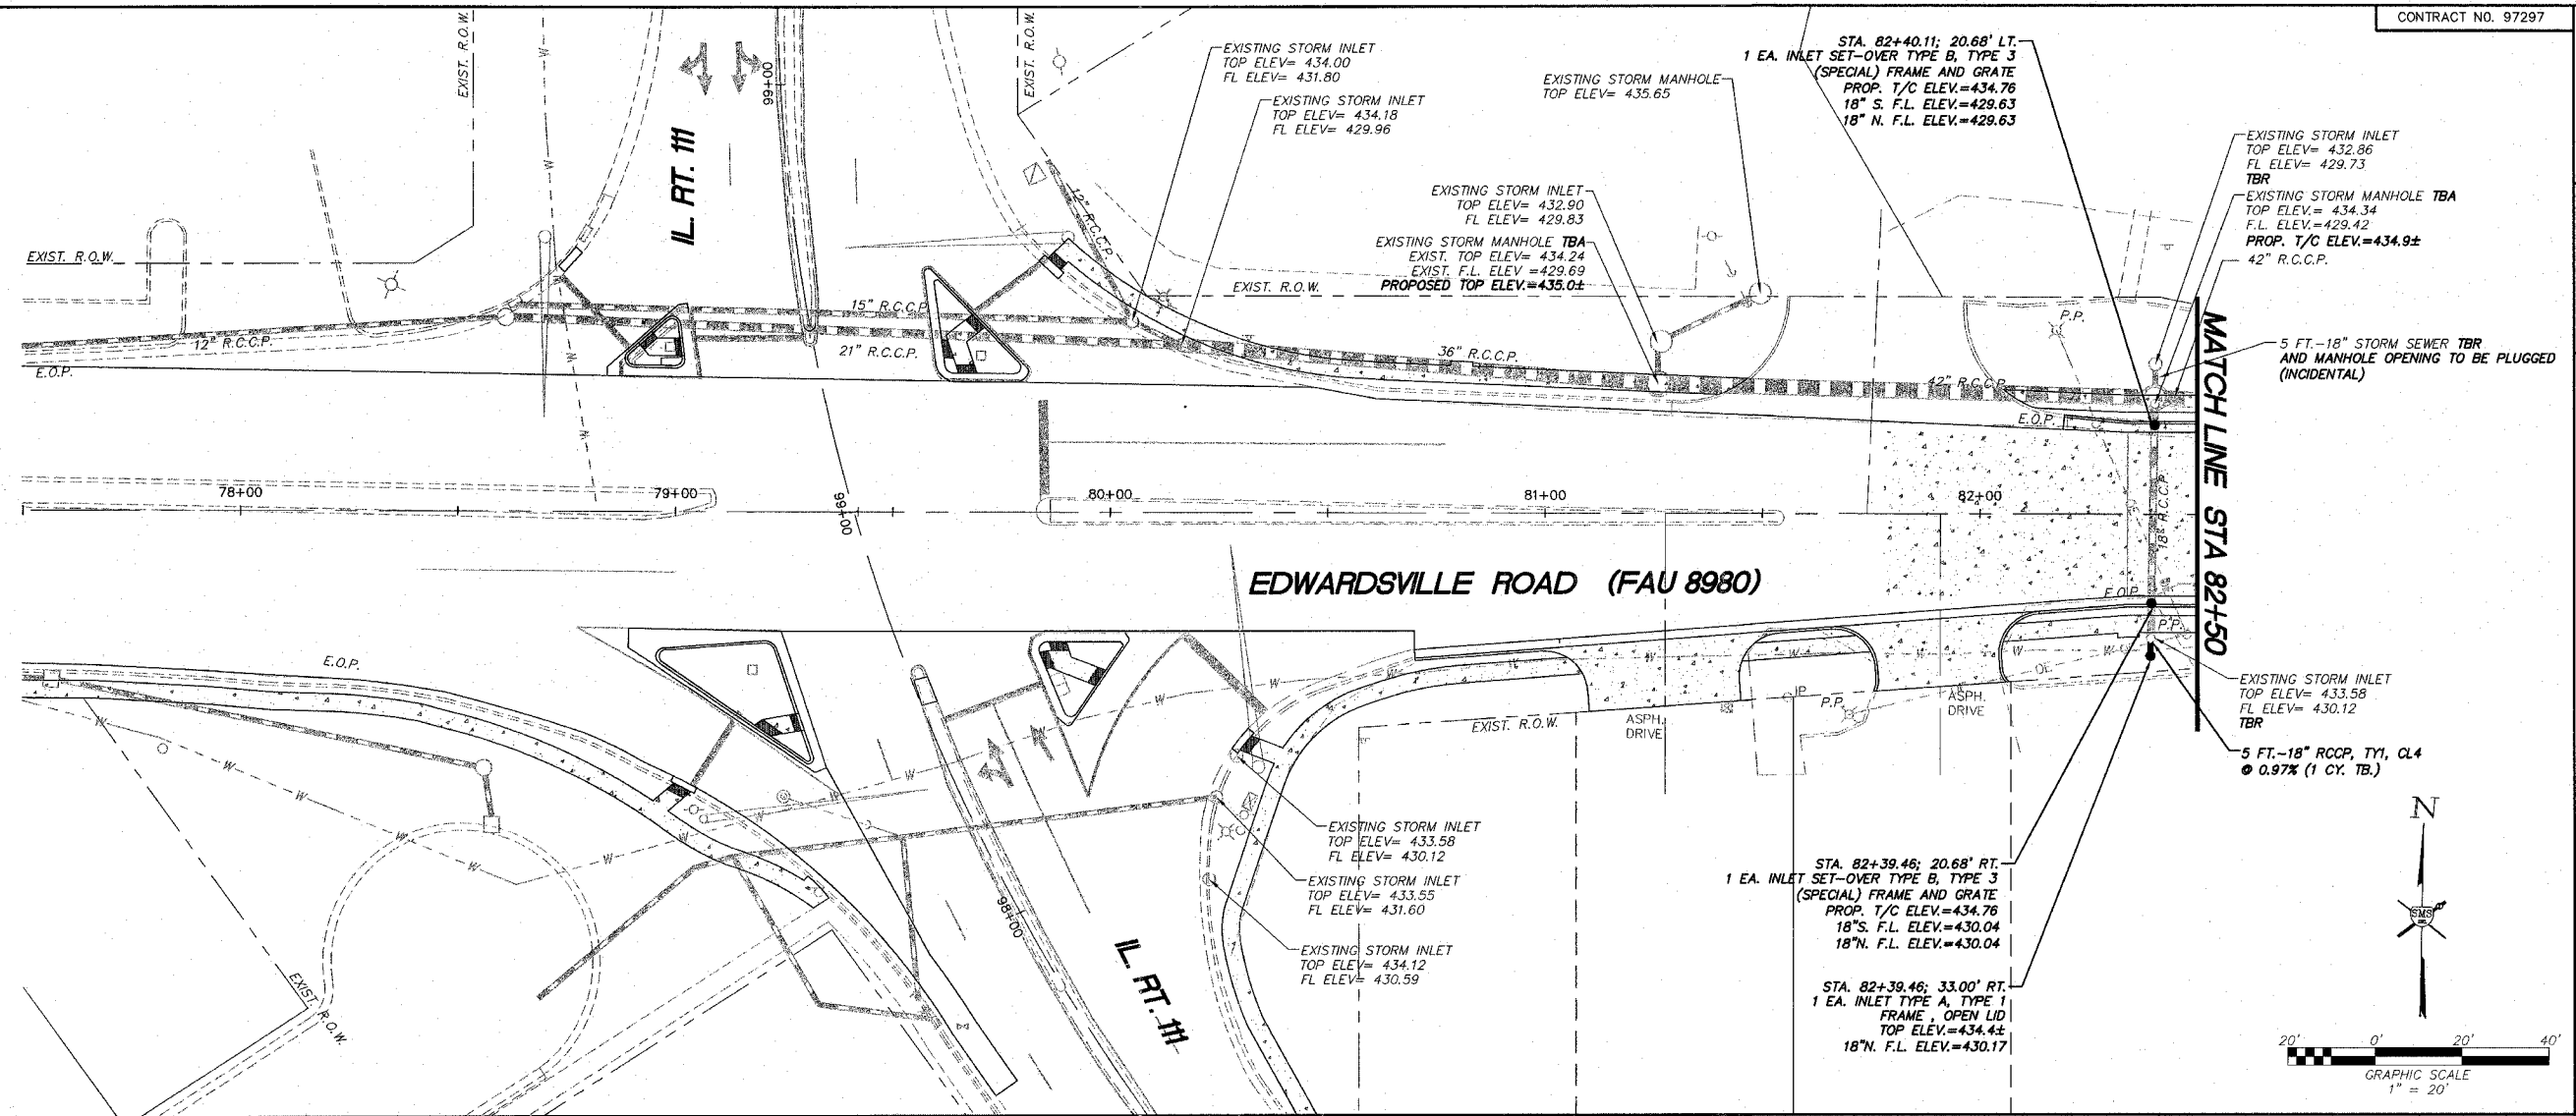 CONTRACT NO. 97297
EXIST. R.O.W.
EXIST. R.O.W.
99+00
IL. RT. 111
EXISTING STORM INLET
TOP ELEV= 434.00
FL ELEV= 431.80
EXISTING STORM INLET
TOP ELEV= 434.18
FL ELEV= 429.96
EXISTING STORM MANHOLE
TOP ELEV= 435.65
STA. 82+40.11; 20.68' LT.
1 EA. INLET SET-OVER TYPE B, TYPE 3
(SPECIAL) FRAME AND GRATE
PROP. T/C ELEV.=434.76
18" S. F.L. ELEV.=429.63
18" N. F.L. ELEV.=429.63
EXISTING STORM INLET
TOP ELEV= 432.86
FL ELEV= 429.73
TBR
EXISTING STORM MANHOLE TBA
TOP ELEV.= 434.34
F.L. ELEV.=429.42
PROP. T/C ELEV.=434.9±
42" R.C.C.P.
EXISTING STORM INLET
TOP ELEV= 432.90
FL ELEV= 429.83
EXISTING STORM MANHOLE TBA
EXIST. TOP ELEV= 434.24
EXIST. F.L. ELEV =429.69
PROPOSED TOP ELEV.=435.0±
12" R.C.C.P.
EXIST. R.O.W.
EXIST. R.O.W.
15" R.C.C.P.
12" R.C.C.P.
21" R.C.C.P.
36" R.C.C.P.
42" R.C.C.P.
P.P.
E.O.P.
E.O.P.
5 FT.-18" STORM SEWER TBR
AND MANHOLE OPENING TO BE PLUGGED
(INCIDENTAL)
MATCH LINE STA 82+50
78+00
79+00
99+00
80+00
81+00
82+00
18" R.C.C.P.
EDWARDSVILLE ROAD (FAU 8980)
E.O.P.
P.P.
E.O.P.
W
W
W
W
W
W
W
W
W
W
OE
EXIST. R.O.W.
ASPH.
DRIVE
P.P.
ASPH.
DRIVE
EXISTING STORM INLET
TOP ELEV= 433.58
FL ELEV= 430.12
TBR
5 FT.-18" RCCP, TY1, CL4
@ 0.97% (1 CY. TB.)
EXISTING STORM INLET
TOP ELEV= 433.58
FL ELEV= 430.12
EXISTING STORM INLET
TOP ELEV= 433.55
FL ELEV= 431.60
EXISTING STORM INLET
TOP ELEV= 434.12
FL ELEV= 430.59
98+00
IL. RT. 111
EXIST. R.O.W.
STA. 82+39.46; 20.68' RT.
1 EA. INLET SET-OVER TYPE B, TYPE 3
(SPECIAL) FRAME AND GRATE
PROP. T/C ELEV.=434.76
18"S. F.L. ELEV.=430.04
18"N. F.L. ELEV.=430.04
STA. 82+39.46; 33.00' RT.
1 EA. INLET TYPE A, TYPE 1
FRAME , OPEN LID
TOP ELEV.=434.4±
18"N. F.L. ELEV.=430.17
N
SMS
20' 0' 20' 40'
GRAPHIC SCALE
1" = 20'